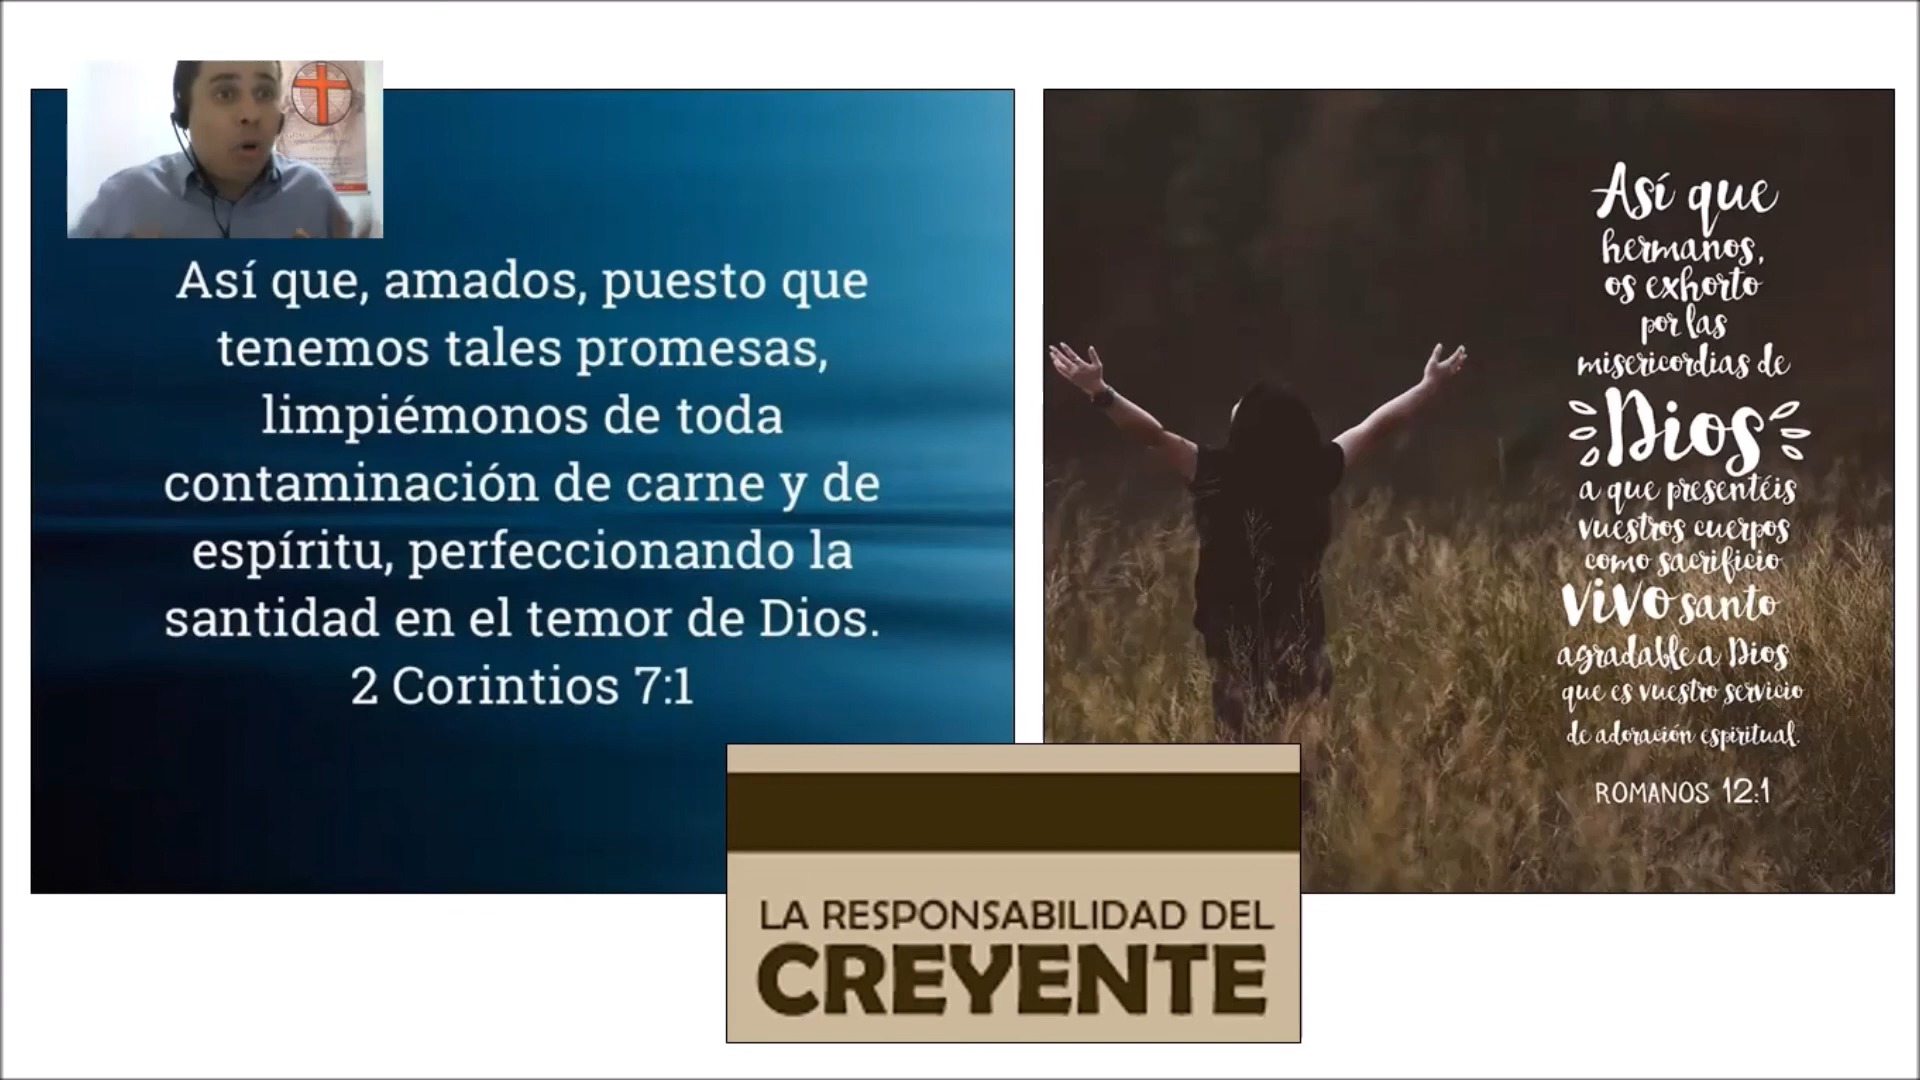 Así que, amados, puesto que
tenemos tales promesas,
limpiémonos de toda
contaminación de carne y de
espíritu, perfeccionando la
santidad en el temor de Dios.
2 Corintios 7:1
Así que
hermanos,
os exhorto
por las
misericordias de
Dios
a que presentéis
vuestros cuerpos
como sacrificio
vivo santo
agradable a Dios
que es vuestro servicio
de adoración espiritual.
ROMANOS 12:1
LA RESPONSABILIDAD DEL
CREYENTE